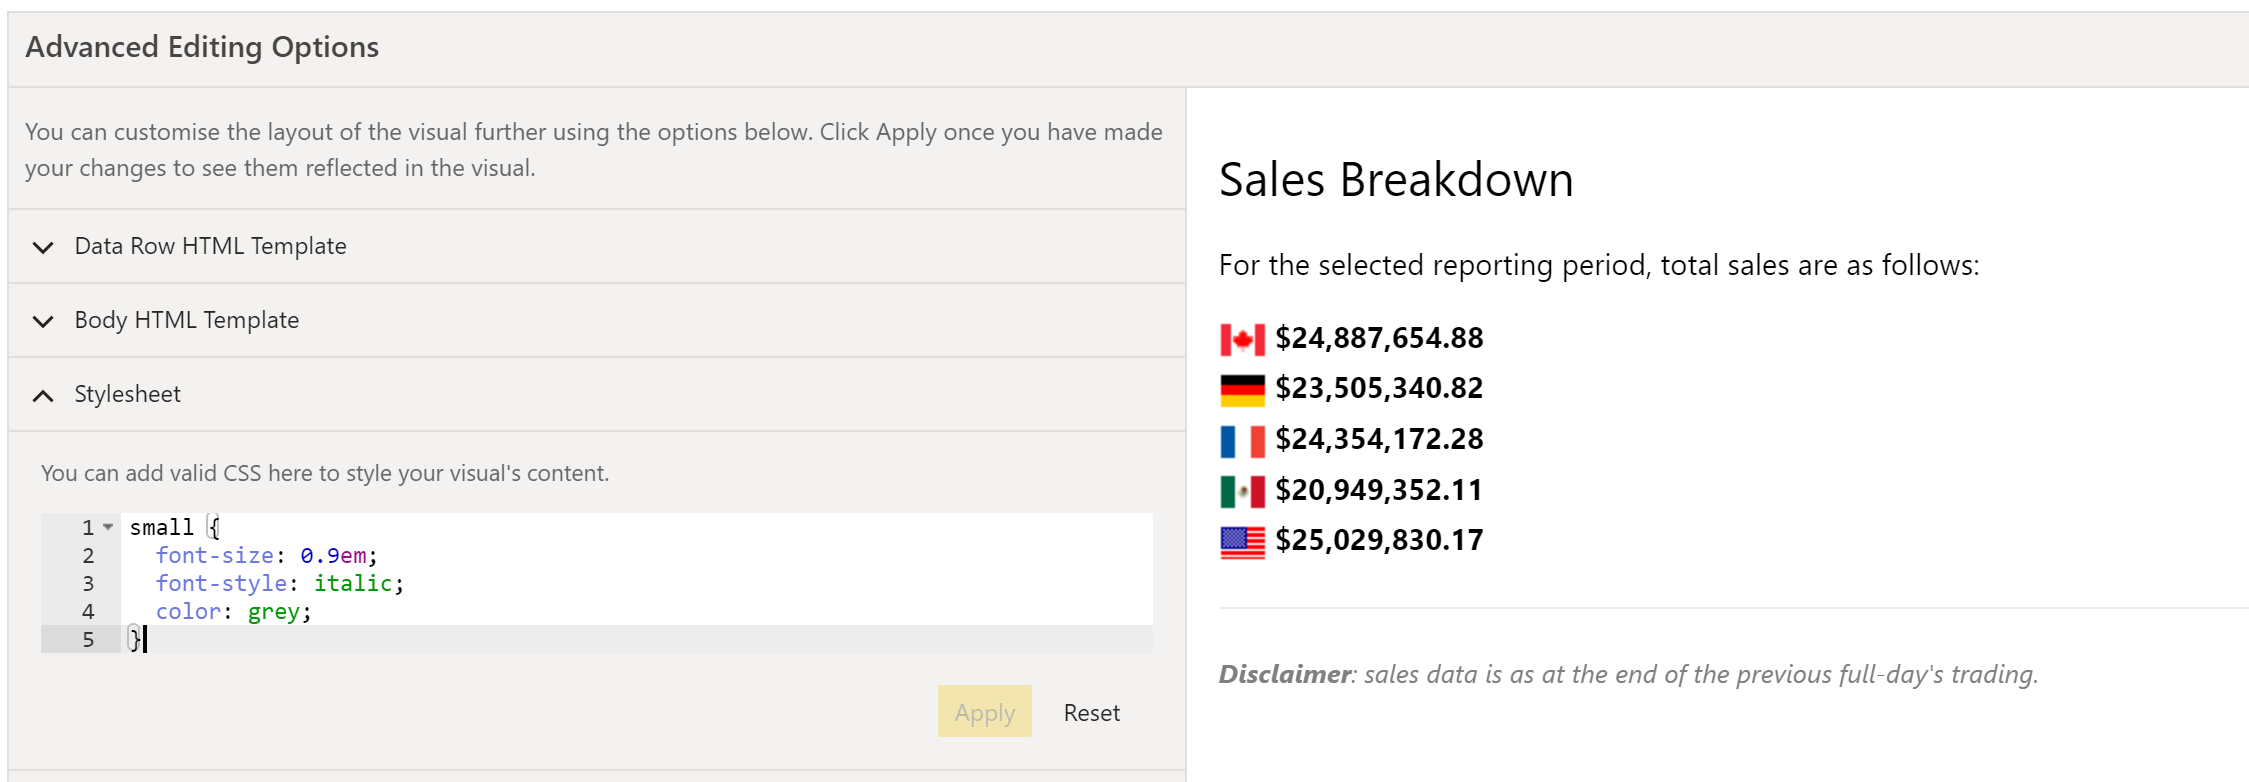 Advanced Editing Options
You can customise the layout of the visual further using the options below. Click Apply once you have made
your changes to see them reflected in the visual.
Data Row HTML Template
Body HTML Template
Stylesheet
You can add valid CSS here to style your visual's content.
1 small {
2 font-size: 0.9em;
3 font-style: italic;
4 color: grey;
5 }
Apply Reset
Sales Breakdown
For the selected reporting period, total sales are as follows:
$24,887,654.88
$23,505,340.82
$24,354,172.28
$20,949,352.11
$25,029,830.17
Disclaimer: sales data is as at the end of the previous full-day's trading.